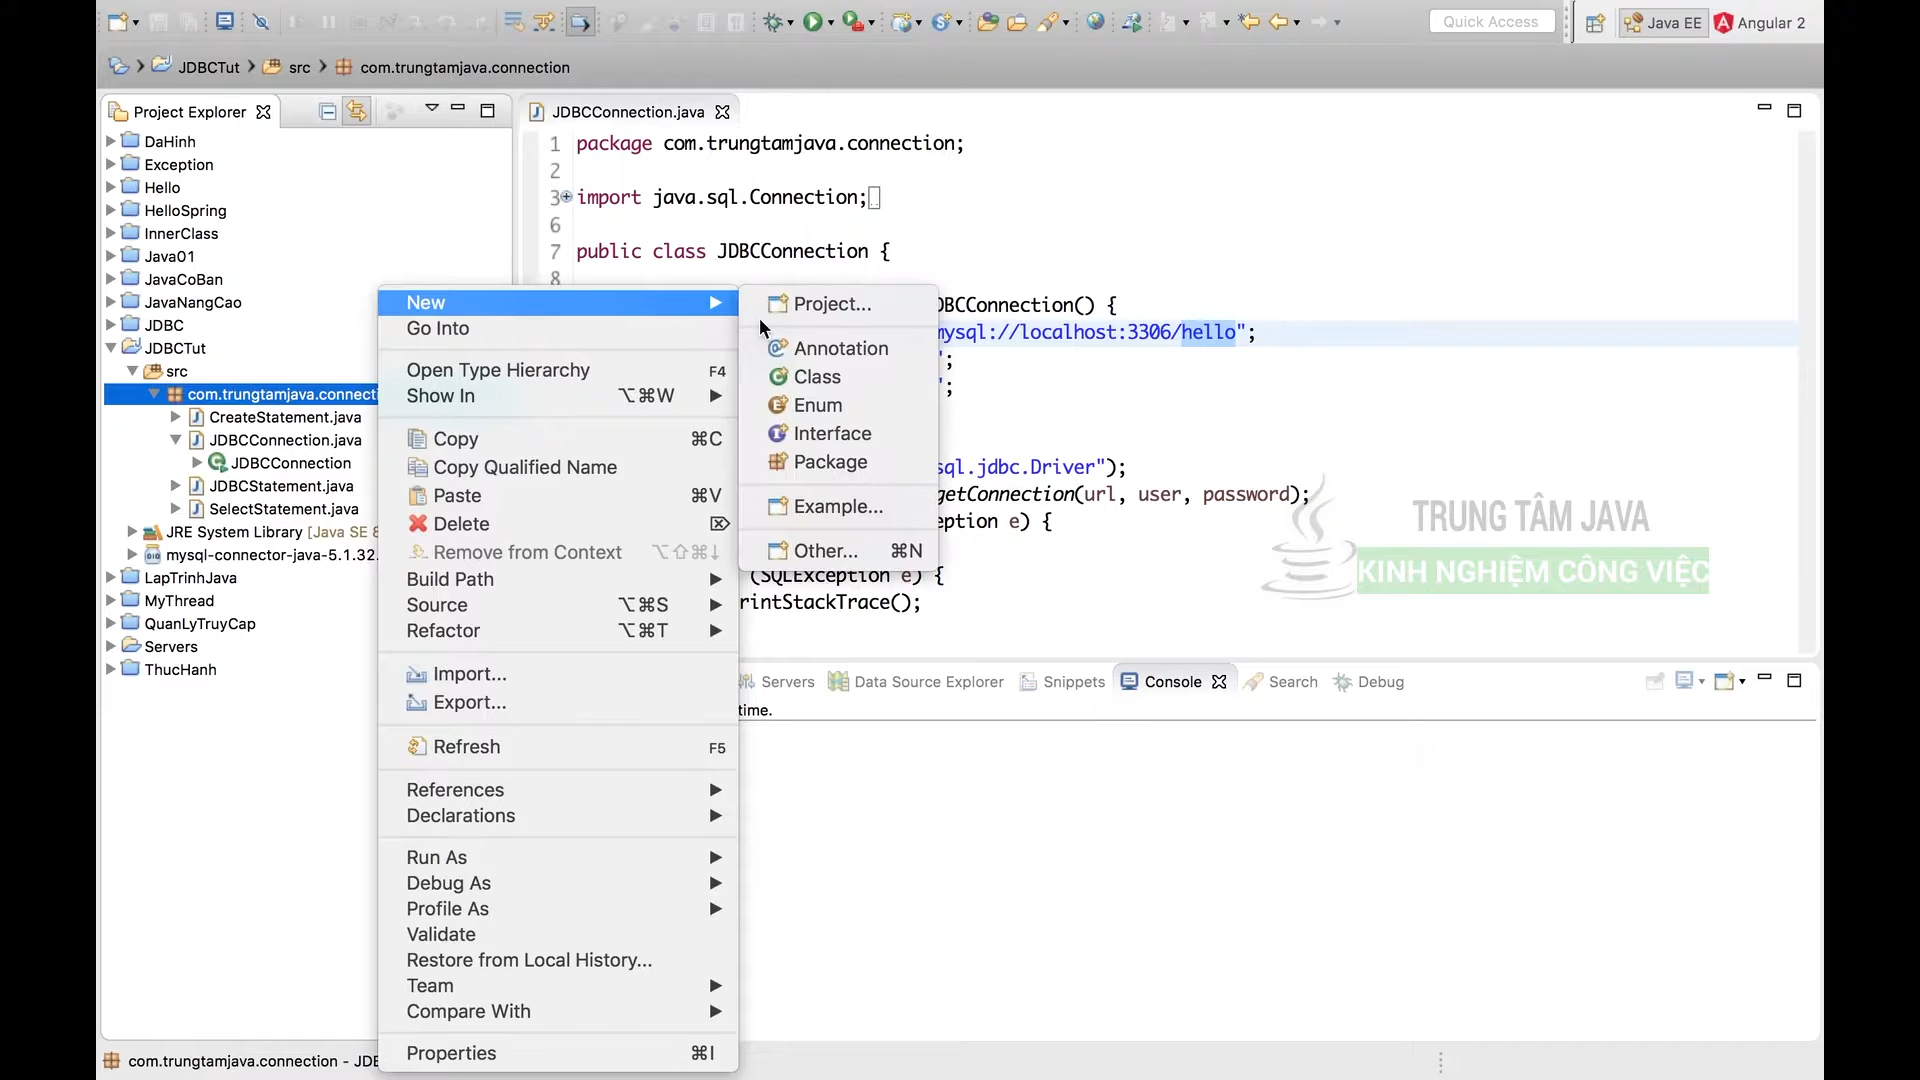 Quick Access
Java EE
Angular 2
JDBCTut
src
com.trungtamjava.connection
Project Explorer
DaHinh
Exception
Hello
HelloSpring
InnerClass
Java01
JavaCoBan
JavaNangCao
JDBC
JDBCTut
src
com.trungtamjava.connecti
CreateStatement.java
JDBCConnection.java
JDBCConnection
JDBCStatement.java
SelectStatement.java
JRE System Library [Java SE 8
mysql-connector-java-5.1.32.
LapTrinhJava
MyThread
QuanLyTruyCap
Servers
ThucHanh
New
Go Into
Open Type Hierarchy F4
Show In ⌥⌘W
Copy ⌘C
Copy Qualified Name
Paste ⌘V
Delete ⌦
Remove from Context ⌥⇧⌘↓
Build Path
Source ⌥⌘S
Refactor ⌥⌘T
Import...
Export...
Refresh F5
References
Declarations
Run As
Debug As
Profile As
Validate
Restore from Local History...
Team
Compare With
Properties ⌘I
Project...
Annotation
Class
Enum
Interface
Package
Example...
Other... ⌘N
JDBCConnection.java
1 package com.trungtamjava.connection;
2
3 import java.sql.Connection;
6
7 public class JDBCConnection {
8
DBCConnection() {
mysql://localhost:3306/hello";
";
";
sql.jdbc.Driver");
getConnection(url, user, password);
eption e) {
(SQLException e) {
rintStackTrace();
TRUNG TÂM JAVA
KINH NGHIỆM CÔNG VIỆC
Servers
Data Source Explorer
Snippets
Console
Search
Debug
time.
com.trungtamjava.connection - JDB